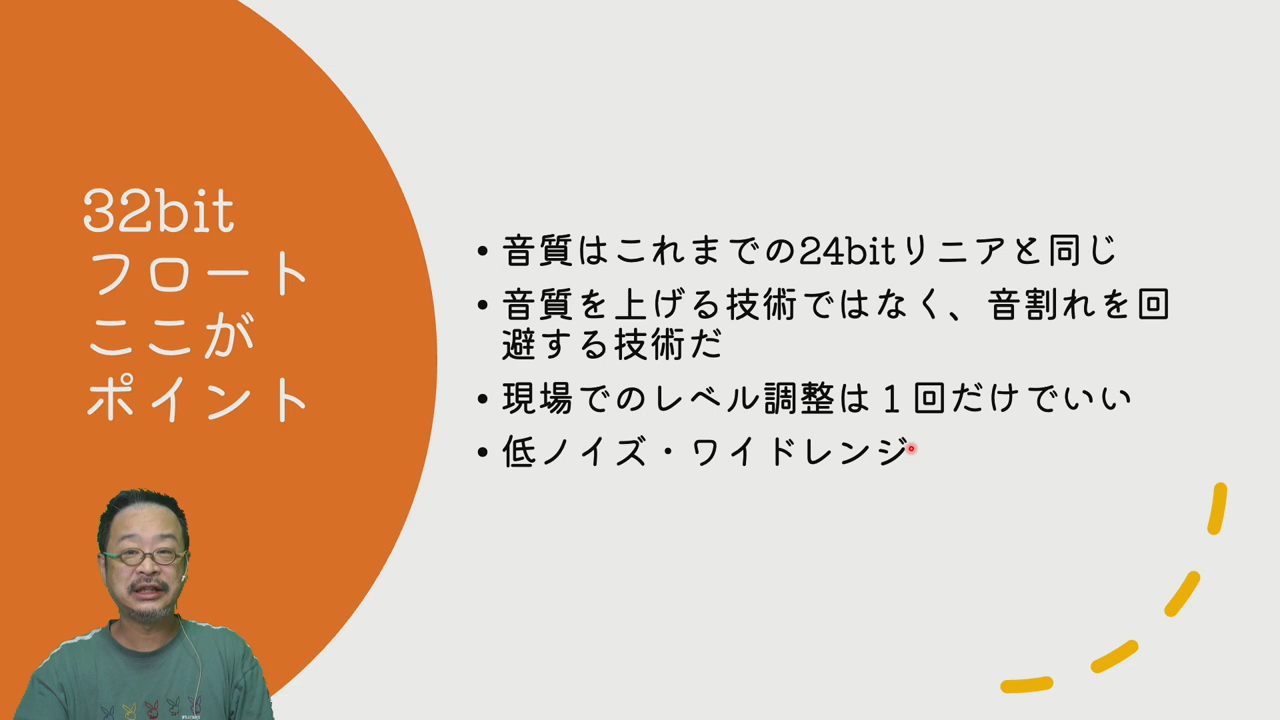 32bit
フロート
ここが
ポイント
• 音質はこれまでの24bitリニアと同じ
• 音質を上げる技術ではなく、音割れを回
避する技術だ
• 現場でのレベル調整は１回だけでいい
• 低ノイズ・ワイドレンジ